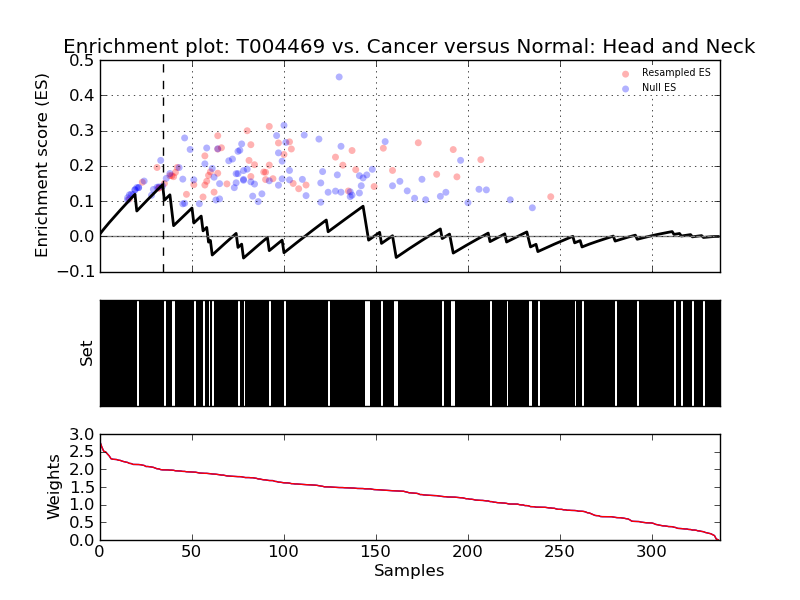 Enrichment plot: T004469 vs. Cancer versus Normal: Head and Neck
Enrichment score (ES)
0.5
0.4
0.3
0.2
0.1
0.0
−0.1
Resampled ES
Null ES
Set
Weights
3.0
2.5
2.0
1.5
1.0
0.5
0.0
0 50 100 150 200 250 300
Samples